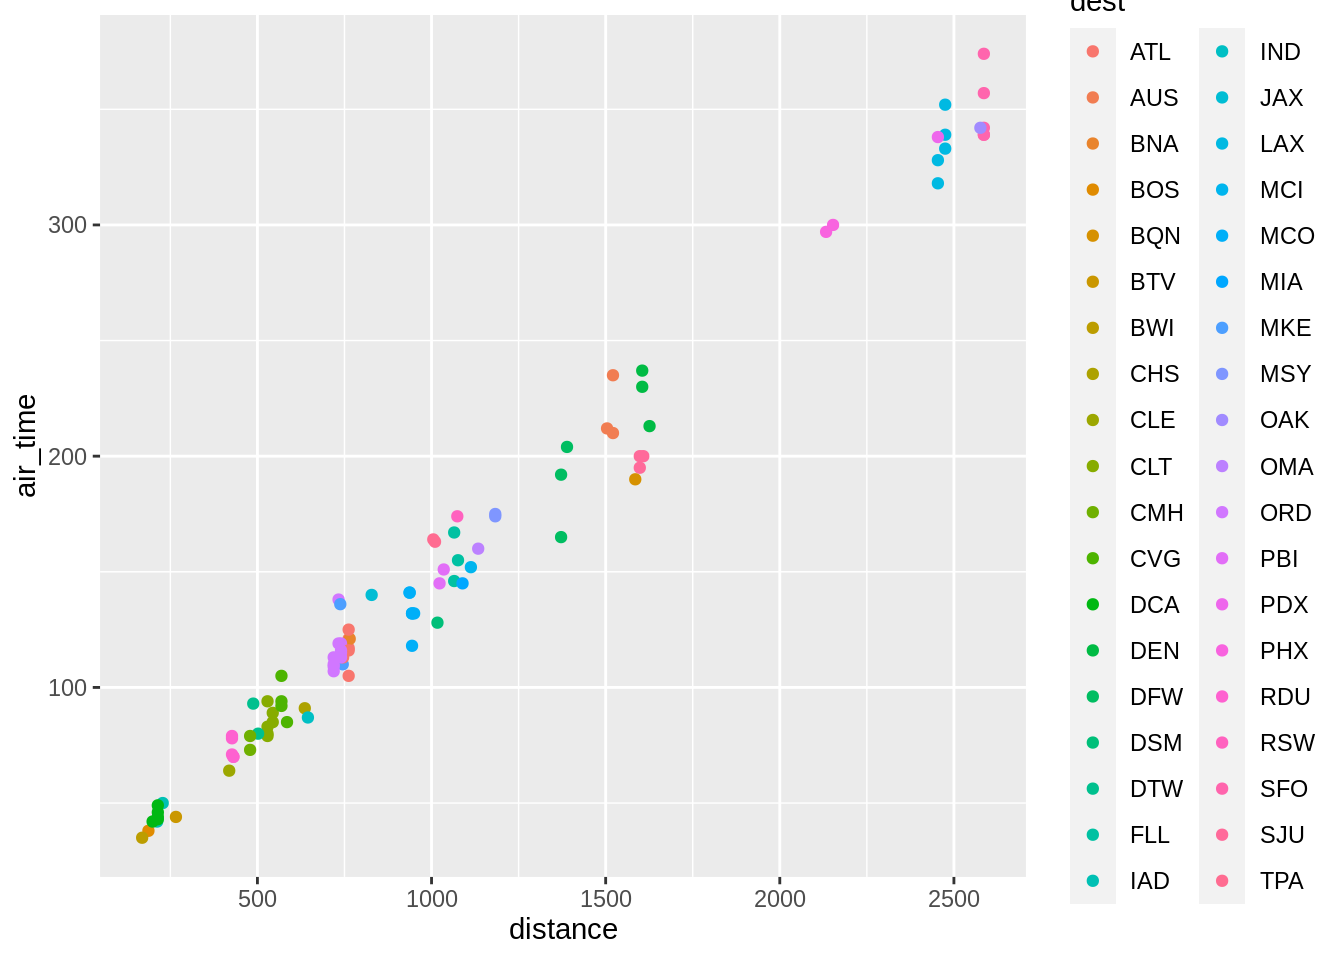 dest
ATL
AUS
BNA
BOS
BQN
BTV
BWI
CHS
CLE
CLT
CMH
CVG
DCA
DEN
DFW
DSM
DTW
FLL
IAD
IND
JAX
LAX
MCI
MCO
MIA
MKE
MSY
OAK
OMA
ORD
PBI
PDX
PHX
RDU
RSW
SFO
SJU
TPA
300
200
100
air_time
500
1000
1500
2000
2500
distance